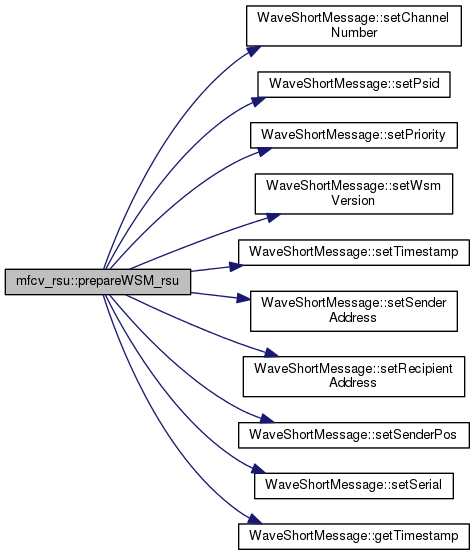 WaveShortMessage::setChannel
Number
WaveShortMessage::setPsid
WaveShortMessage::setPriority
WaveShortMessage::setWsm
Version
WaveShortMessage::setTimestamp
mfcv_rsu::prepareWSM_rsu
WaveShortMessage::setSender
Address
WaveShortMessage::setRecipient
Address
WaveShortMessage::setSenderPos
WaveShortMessage::setSerial
WaveShortMessage::getTimestamp